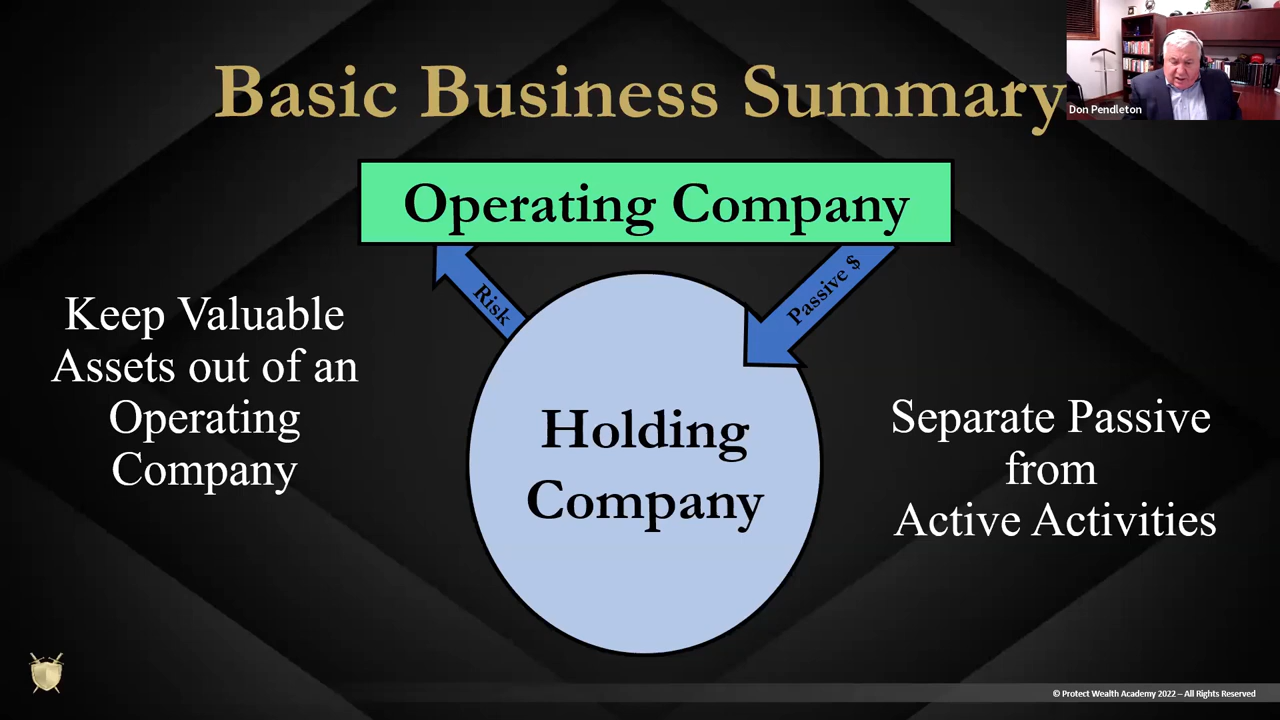 Basic Business Summary
Don Pendleton
Operating Company
Risk
Passive $
Keep Valuable
Assets out of an
Operating
Company
Holding
Company
Separate Passive
from
Active Activities
© Protect Wealth Academy 2022 – All Rights Reserved